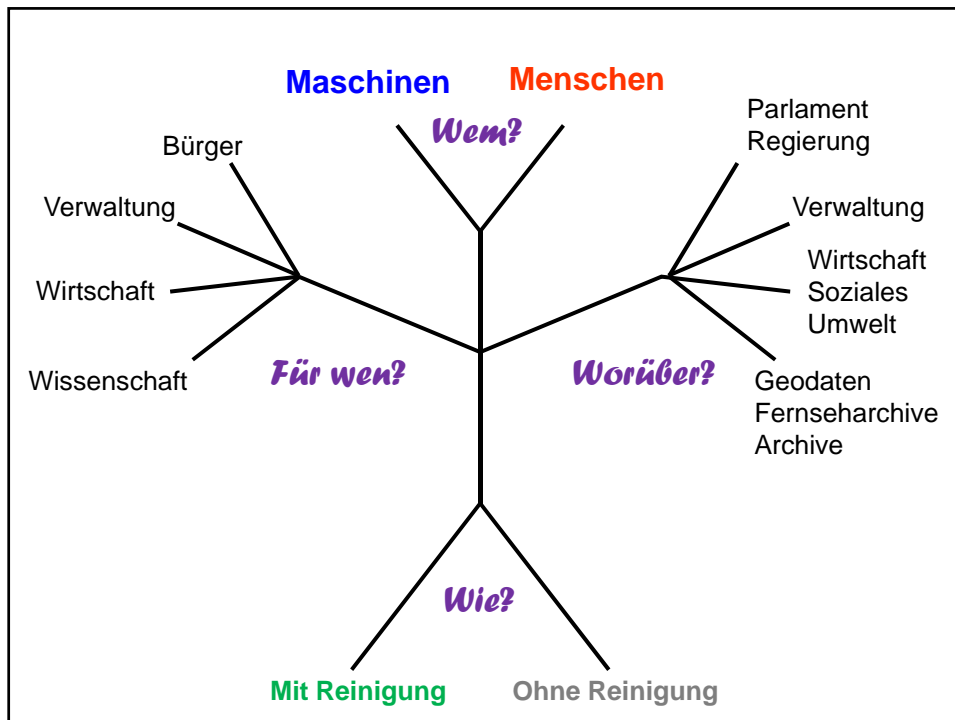 Maschinen
Menschen
Wem?
Bürger
Verwaltung
Wirtschaft
Wissenschaft
Für wen?
Parlament
Regierung
Verwaltung
Wirtschaft
Soziales
Umwelt
Geodaten
Fernseharchive
Archive
Worüber?
Wie?
Mit Reinigung
Ohne Reinigung